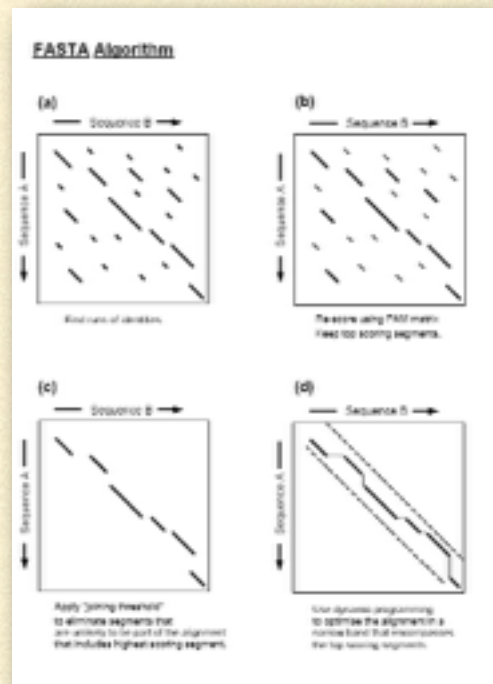 FASTA Algorithm
(a)
Sequence B
Sequence A
Find runs of identities.
(b)
Sequence B
Sequence A
Re-score using PAM matrix
Keep top scoring segments.
(c)
Sequence B
Sequence A
Apply "joining threshold"
to eliminate segments that
are unlikely to be part of the alignment
that includes highest scoring segment.
(d)
Sequence B
Sequence A
Use dynamic programming
to optimise the alignment in a
narrow band that encompasses
the top scoring segments.